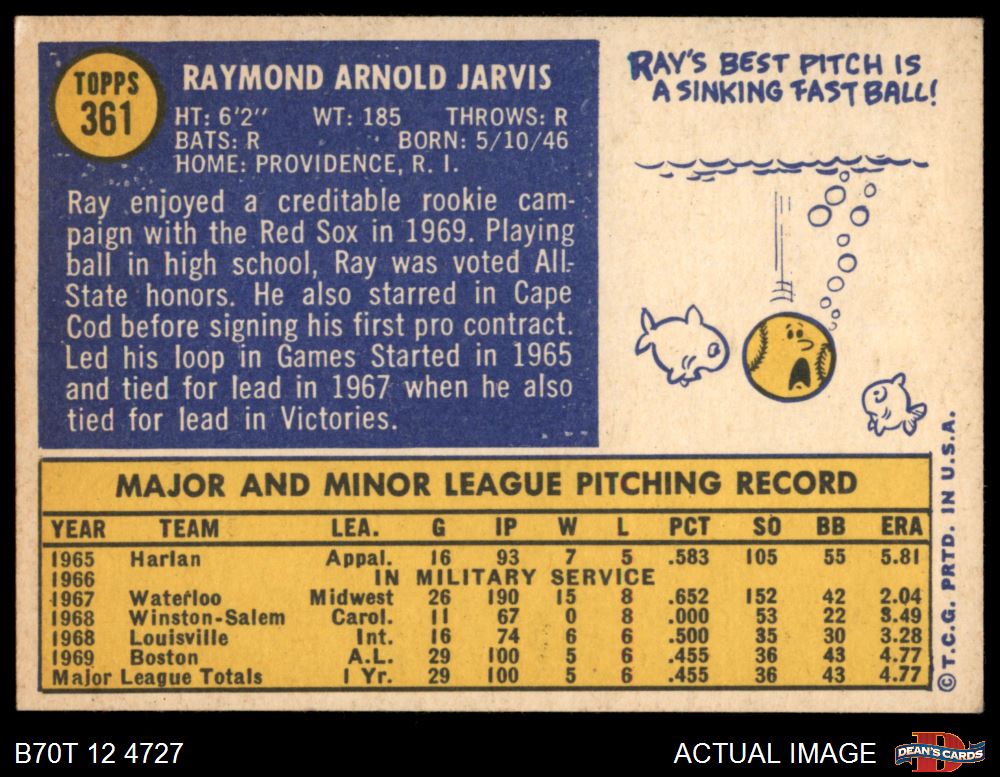 TOPPS
361
RAYMOND ARNOLD JARVIS
HT: 6'2" WT: 185 THROWS: R
BATS: R BORN: 5/10/46
HOME: PROVIDENCE, R. I.
Ray enjoyed a creditable rookie cam-
paign with the Red Sox in 1969. Playing
ball in high school, Ray was voted All-
State honors. He also starred in Cape
Cod before signing his first pro contract.
Led his loop in Games Started in 1965
and tied for lead in 1967 when he also
tied for lead in Victories.
RAY'S BEST PITCH IS
A SINKING FAST BALL!
MAJOR AND MINOR LEAGUE PITCHING RECORD
YEAR TEAM LEA. G IP W L PCT SO BB ERA
1965 Harlan Appal. 16 93 7 5 .583 105 55 5.81
1966 IN MILITARY SERVICE
1967 Waterloo Midwest 26 190 15 8 .652 152 42 2.04
1968 Winston-Salem Carol. 11 67 0 8 .000 53 22 3.49
1968 Louisville Int. 16 74 6 6 .500 35 30 3.28
1969 Boston A.L. 29 100 5 6 .455 36 43 4.77
Major League Totals 1 Yr. 29 100 5 6 .455 36 43 4.77
© T.C.G. PRTD. IN U.S.A.
B70T 12 4727
ACTUAL IMAGE
D
DEAN'S CARDS